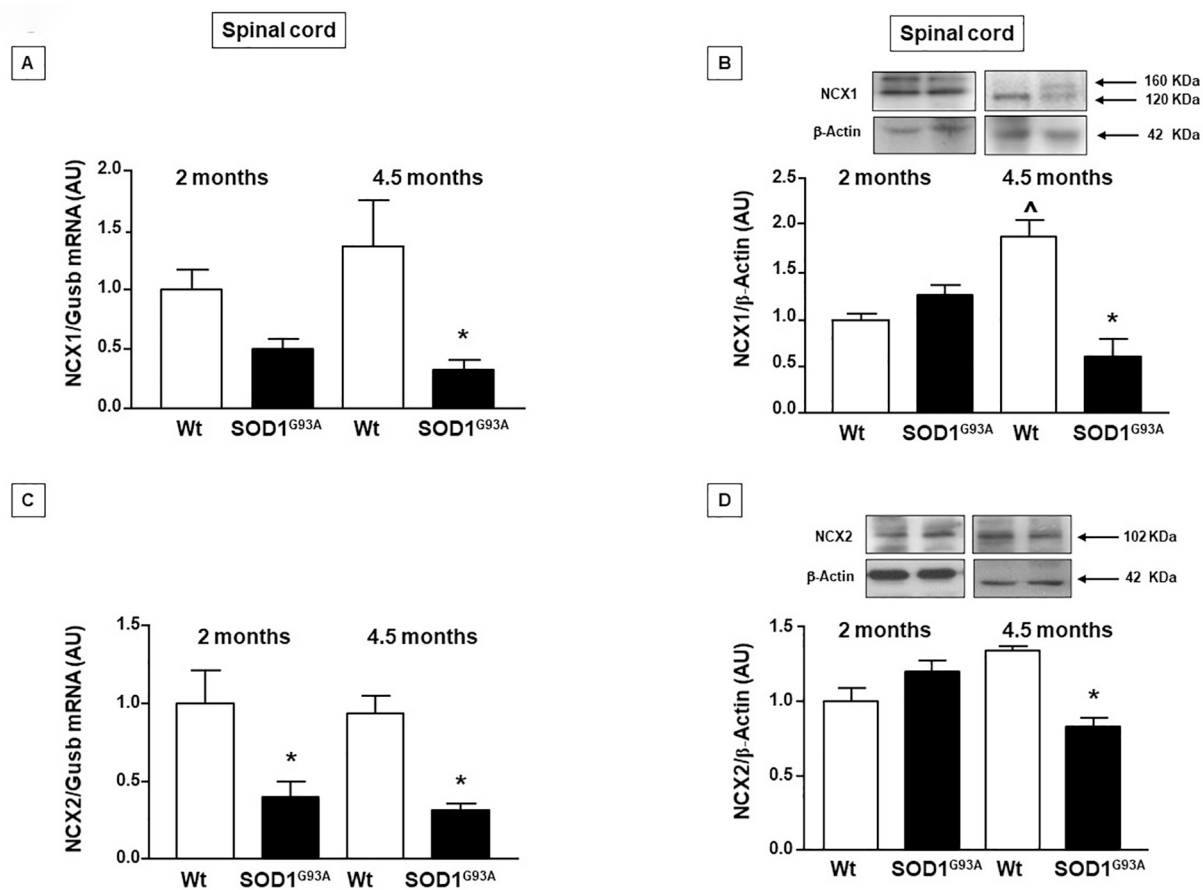 Spinal cord
A
NCX1/Gusb mRNA (AU)
2.0
1.5
1.0
0.5
0.0
2 months
4.5 months
*
Wt
SOD1G93A
Wt
SOD1G93A
Spinal cord
B
NCX1
160 KDa
120 KDa
β-Actin
42 KDa
NCX1/β-Actin (AU)
2.5
2.0
1.5
1.0
0.5
0.0
2 months
4.5 months
^
*
Wt
SOD1G93A
Wt
SOD1G93A
C
NCX2/Gusb mRNA (AU)
1.5
1.0
0.5
0.0
2 months
4.5 months
*
*
Wt
SOD1G93A
Wt
SOD1G93A
D
NCX2
102 KDa
β-Actin
42 KDa
NCX2/β-Actin (AU)
1.5
1.0
0.5
0.0
2 months
4.5 months
*
Wt
SOD1G93A
Wt
SOD1G93A